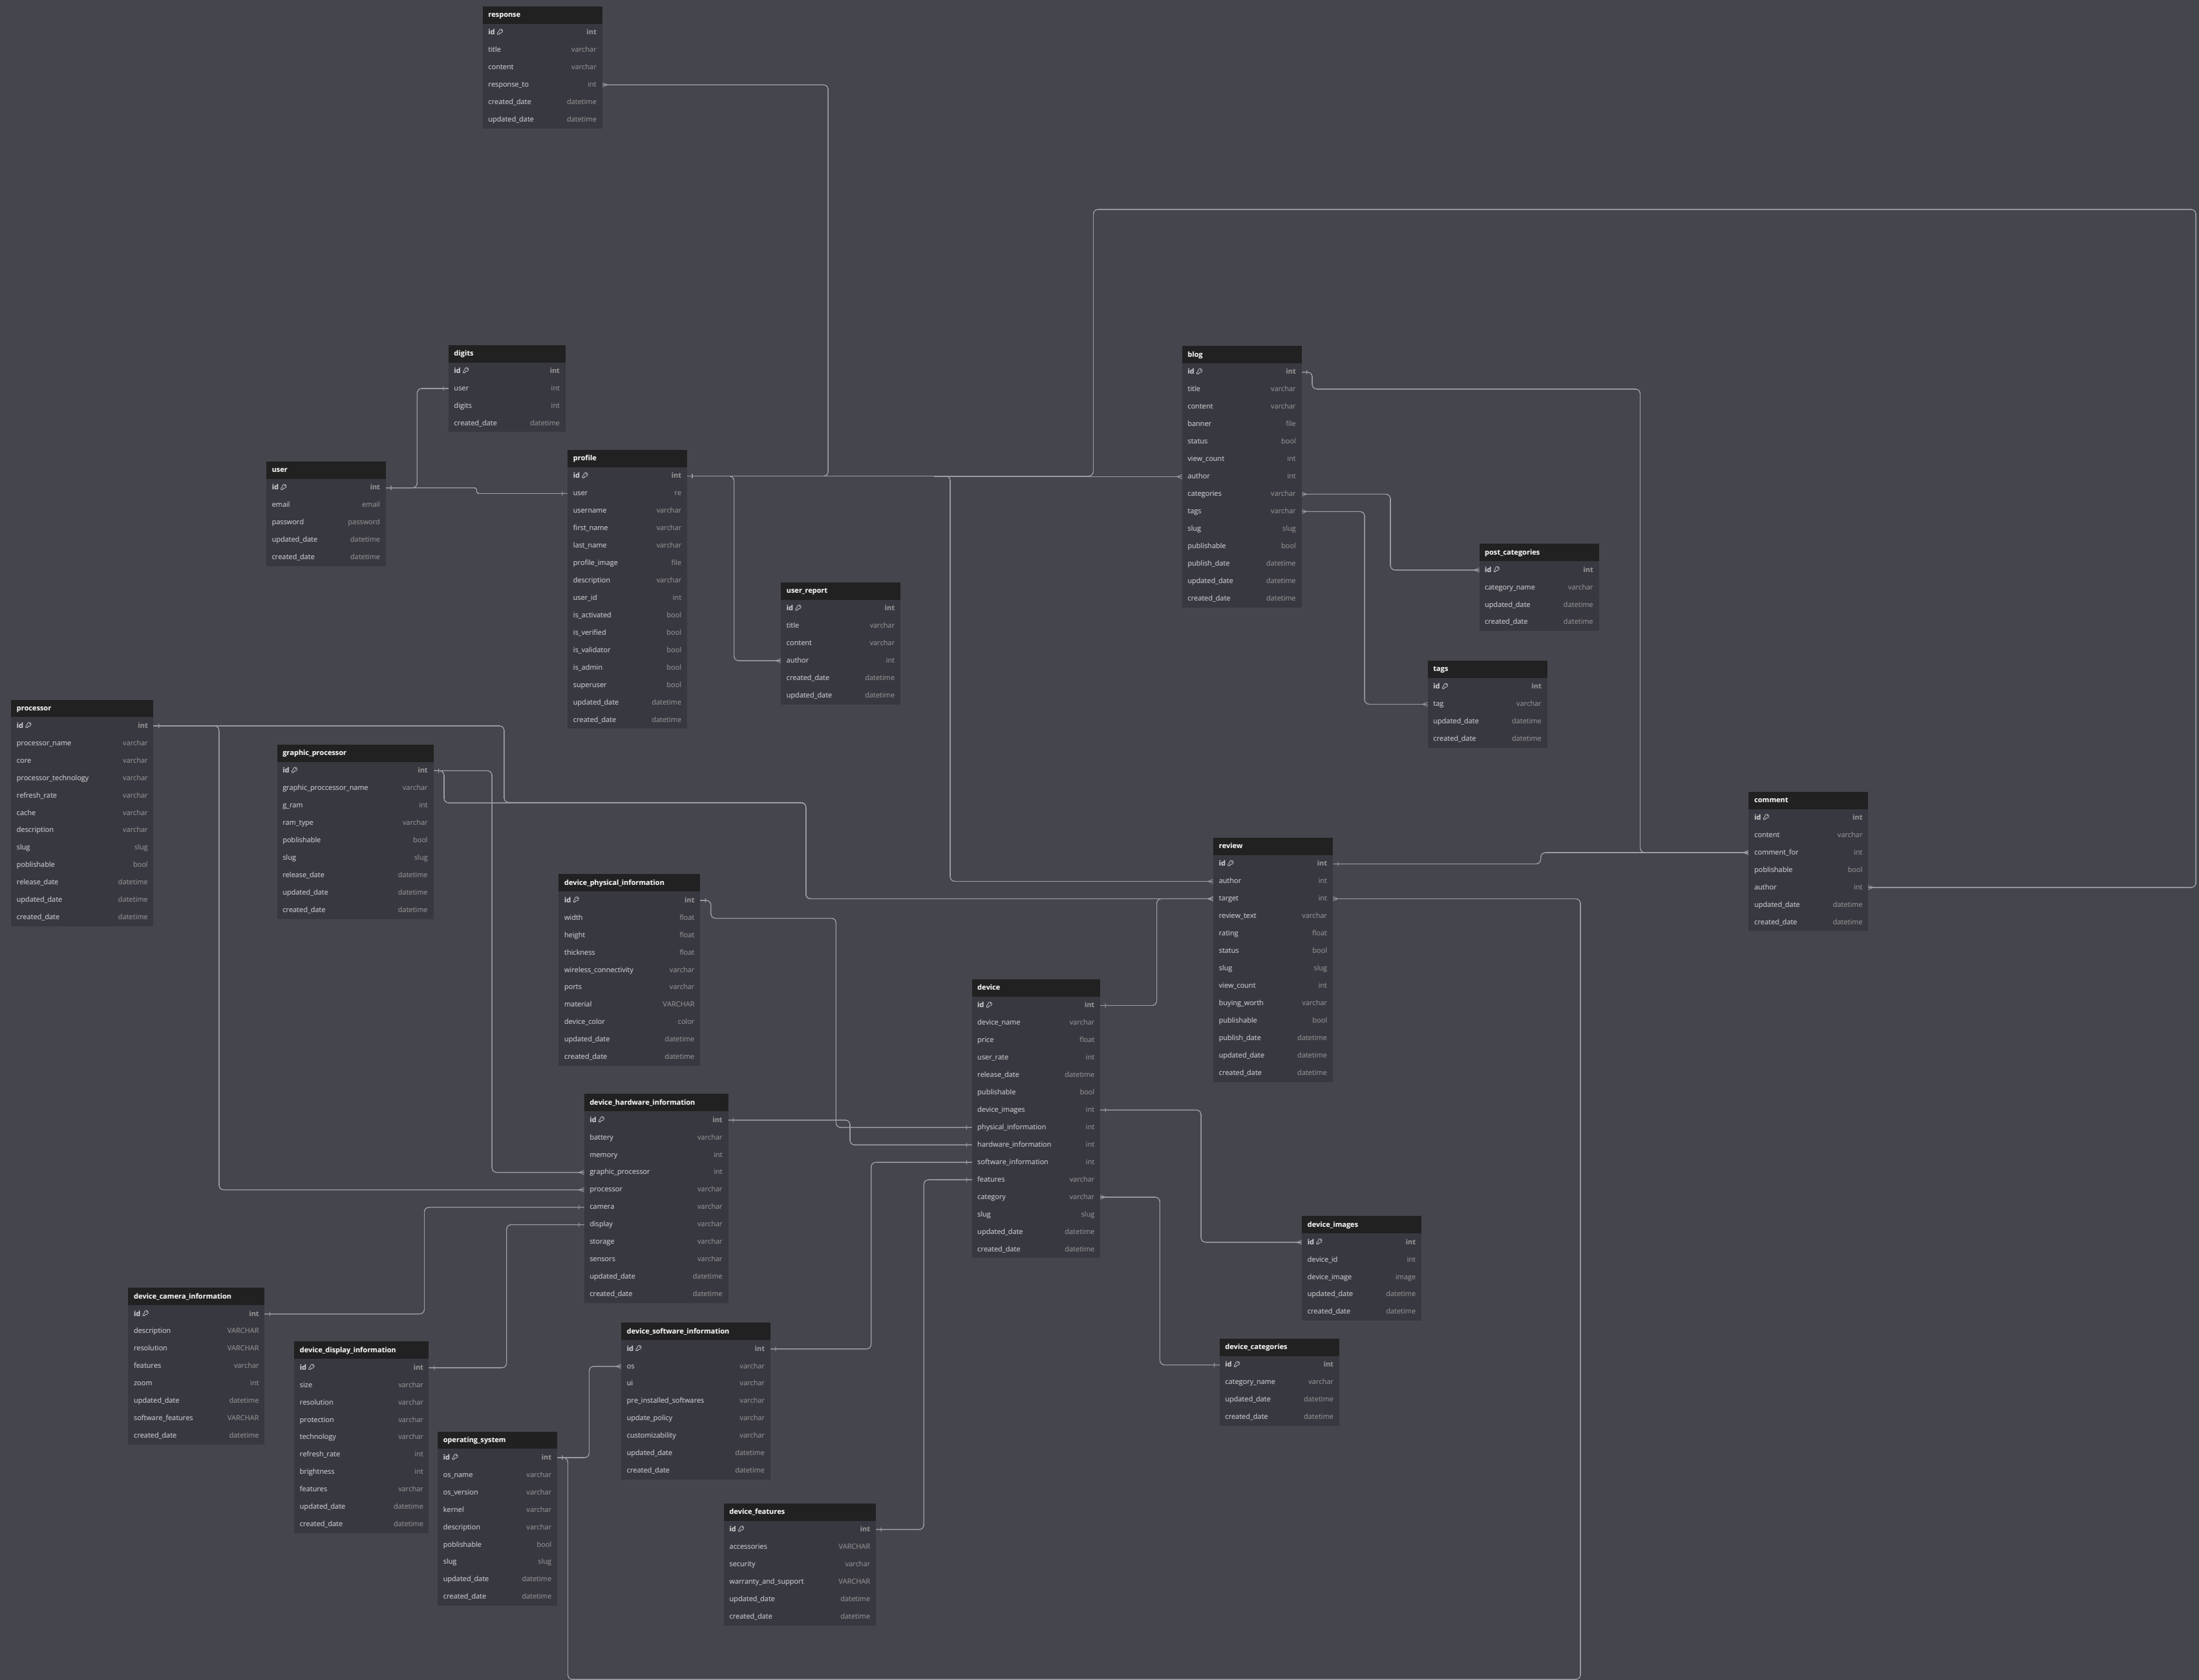 response
id int
title varchar
content varchar
response_to int
created_date datetime
updated_date datetime
digits
id int
user int
digits int
created_date datetime
user
id int
email email
password password
updated_date datetime
created_date datetime
profile
id int
user re
username varchar
first_name varchar
last_name varchar
profile_image file
description varchar
user_id int
is_activated bool
is_verified bool
is_validator bool
is_admin bool
superuser bool
updated_date datetime
created_date datetime
user_report
id int
title varchar
content varchar
author int
created_date datetime
updated_date datetime
blog
id int
title varchar
content varchar
banner file
status bool
view_count int
author int
categories varchar
tags varchar
slug slug
publishable bool
publish_date datetime
updated_date datetime
created_date datetime
post_categories
id int
category_name varchar
updated_date datetime
created_date datetime
tags
id int
tag varchar
updated_date datetime
created_date datetime
processor
id int
processor_name varchar
core varchar
processor_technology varchar
refresh_rate varchar
cache varchar
description varchar
slug slug
poblishable bool
release_date datetime
updated_date datetime
created_date datetime
graphic_processor
id int
graphic_proccessor_name varchar
g_ram int
ram_type varchar
poblishable bool
slug slug
release_date datetime
updated_date datetime
created_date datetime
comment
id int
content varchar
comment_for int
poblishable bool
author int
updated_date datetime
created_date datetime
review
id int
author int
target int
review_text varchar
rating float
status bool
slug slug
view_count int
buying_worth varchar
publishable bool
publish_date datetime
updated_date datetime
created_date datetime
device_physical_information
id int
width float
height float
thickness float
wireless_connectivity varchar
ports varchar
material VARCHAR
device_color color
updated_date datetime
created_date datetime
device
id int
device_name varchar
price float
user_rate int
release_date datetime
publishable bool
device_images int
physical_information int
hardware_information int
software_information int
features varchar
category varchar
slug slug
updated_date datetime
created_date datetime
device_hardware_information
id int
battery varchar
memory int
graphic_processor int
processor varchar
camera varchar
display varchar
storage varchar
sensors varchar
updated_date datetime
created_date datetime
device_images
id int
device_id int
device_image image
updated_date datetime
created_date datetime
device_camera_information
id int
description VARCHAR
resolution VARCHAR
features varchar
zoom int
updated_date datetime
software_features VARCHAR
created_date datetime
device_display_information
id int
size varchar
resolution varchar
protection varchar
technology varchar
refresh_rate int
brightness int
features varchar
updated_date datetime
created_date datetime
device_software_information
id int
os varchar
ui varchar
pre_installed_softwares varchar
update_policy varchar
customizability varchar
updated_date datetime
created_date datetime
device_categories
id int
category_name varchar
updated_date datetime
created_date datetime
operating_system
id int
os_name varchar
os_version varchar
kernel varchar
description varchar
poblishable bool
slug slug
updated_date datetime
created_date datetime
device_features
id int
accessories VARCHAR
security varchar
warranty_and_support VARCHAR
updated_date datetime
created_date datetime